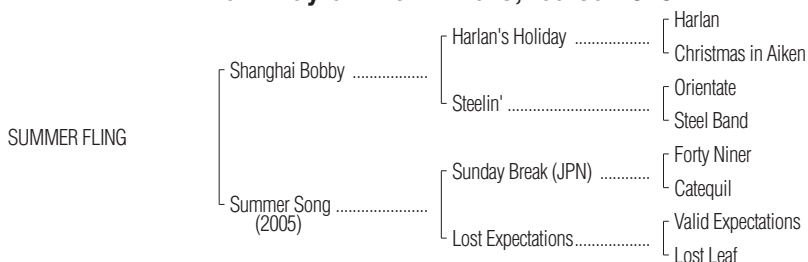 Harlan
Harlan's Holiday ..................
Christmas in Aiken
Shanghai Bobby ..................
Orientate
Steelin' ..................................
Steel Band
SUMMER FLING
Forty Niner
Sunday Break (JPN) ............
Catequil
Summer Song ......................
(2005)
Valid Expectations
Lost Expectations..................
Lost Leaf